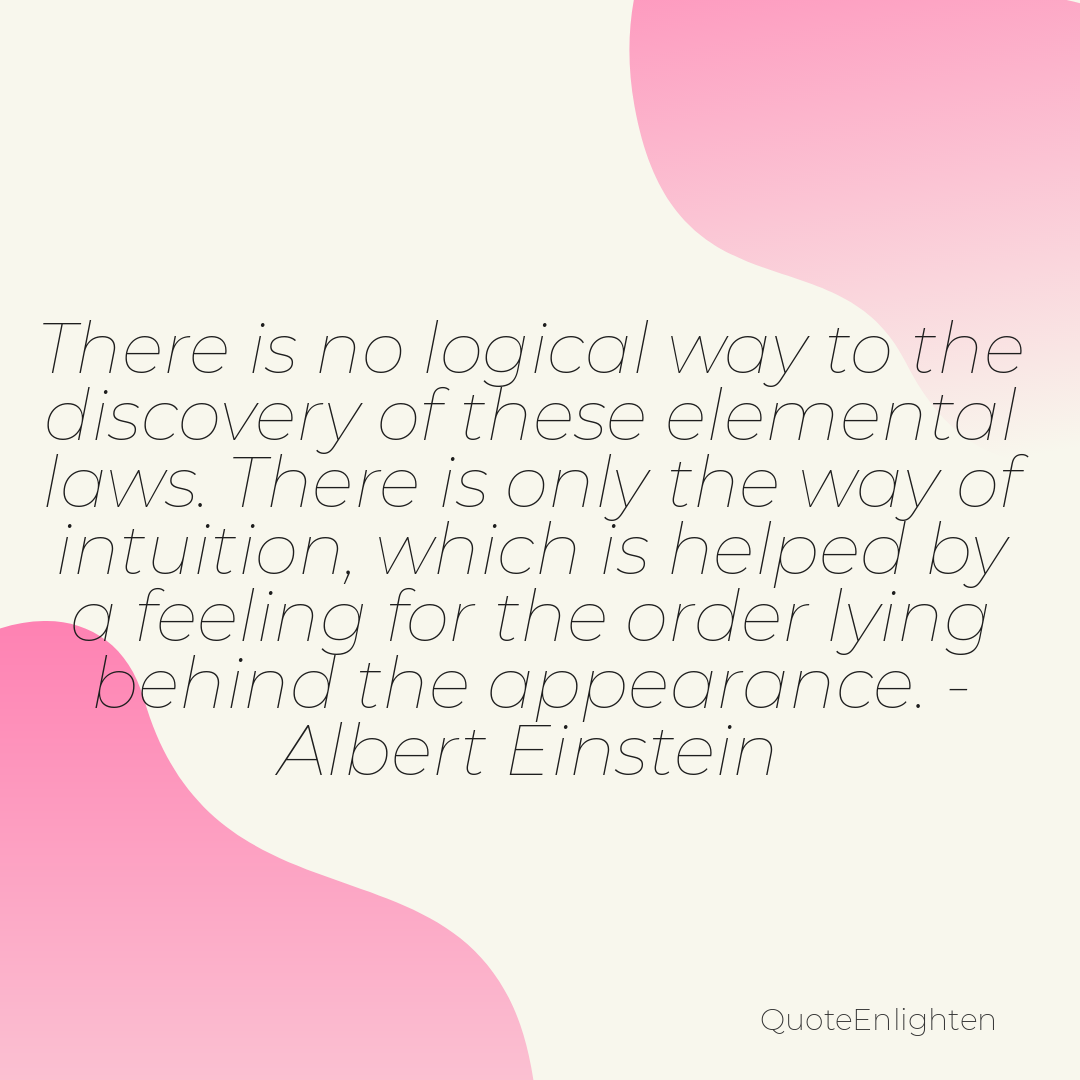 There is no logical way to the
discovery of these elemental
laws. There is only the way of
intuition, which is helped by
a feeling for the order lying
behind the appearance. -
Albert Einstein
QuoteEnlighten